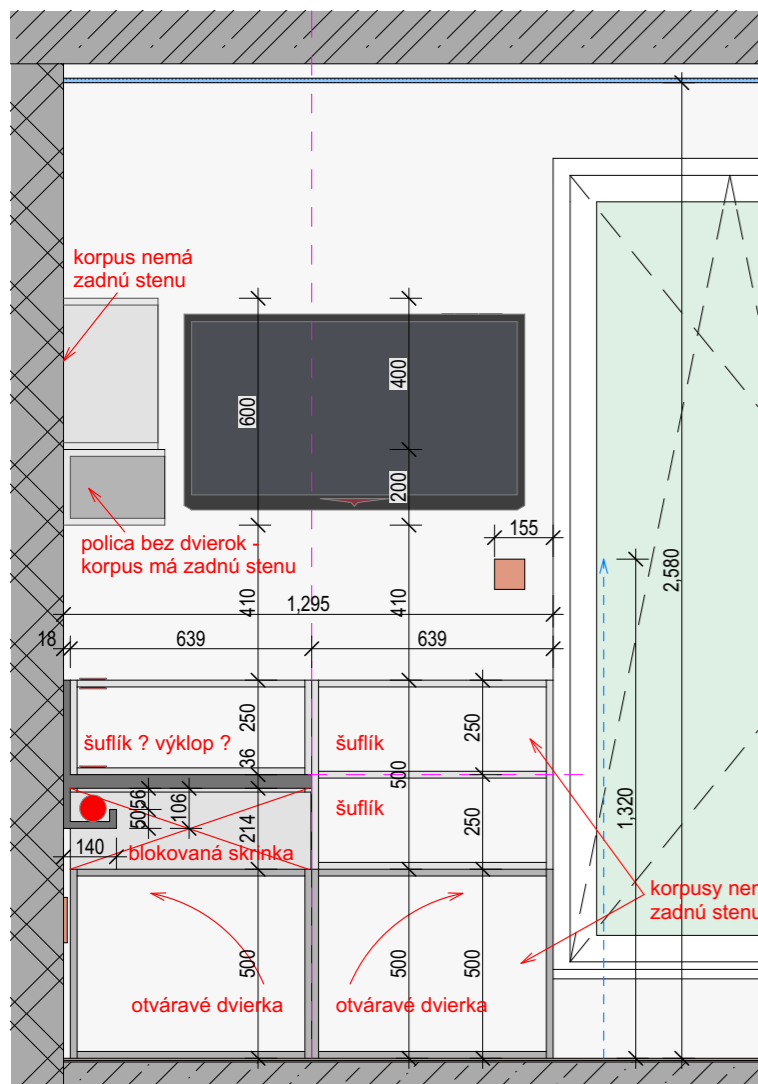 korpus nemá
zadnú stenu
600
400
200
polica bez dvierok -
korpus má zadnú stenu
155
2,580
410
410
1,295
18
639
639
250
250
šuflík ? výklop ?
šuflík
36
500
šuflík
56
50
106
214
250
1,320
140
blokovaná skrinka
korpusy nem
zadnú stenu
500
500
500
otváravé dvierka
otváravé dvierka